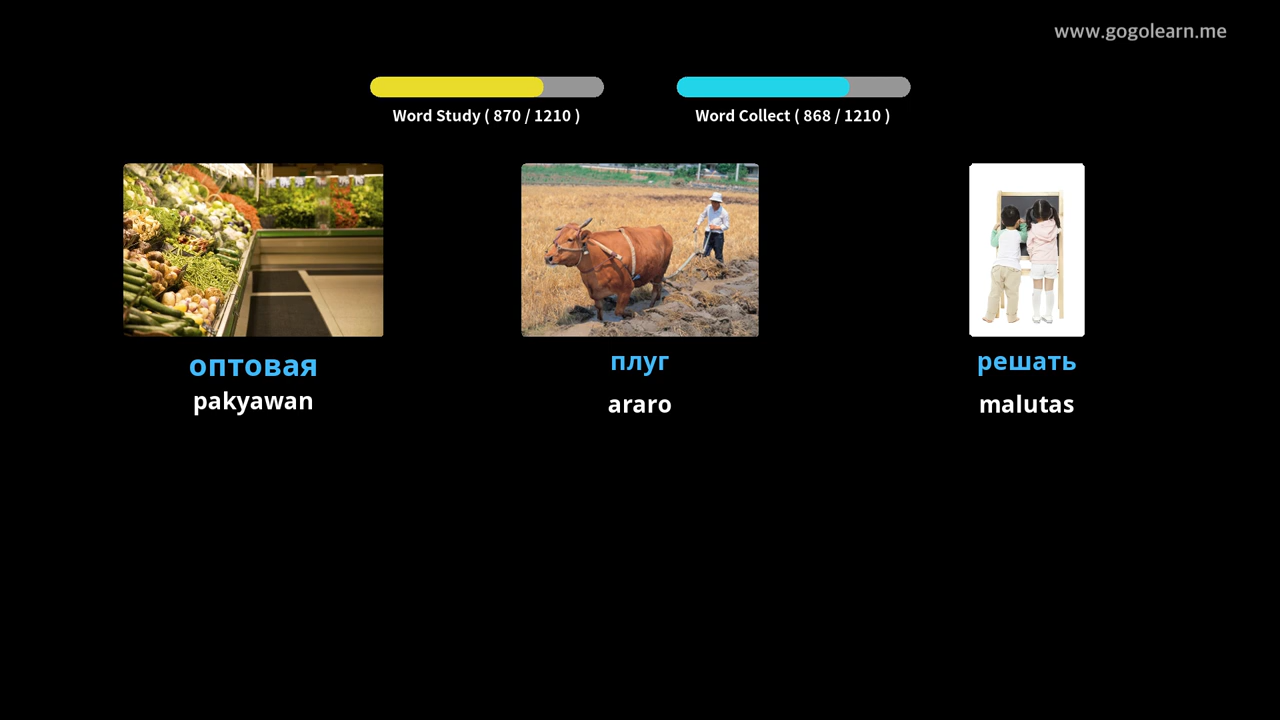 www.gogolearn.me
Word Study ( 870 / 1210 )
Word Collect ( 868 / 1210 )
оптовая
pakyawan
плуг
araro
решать
malutas